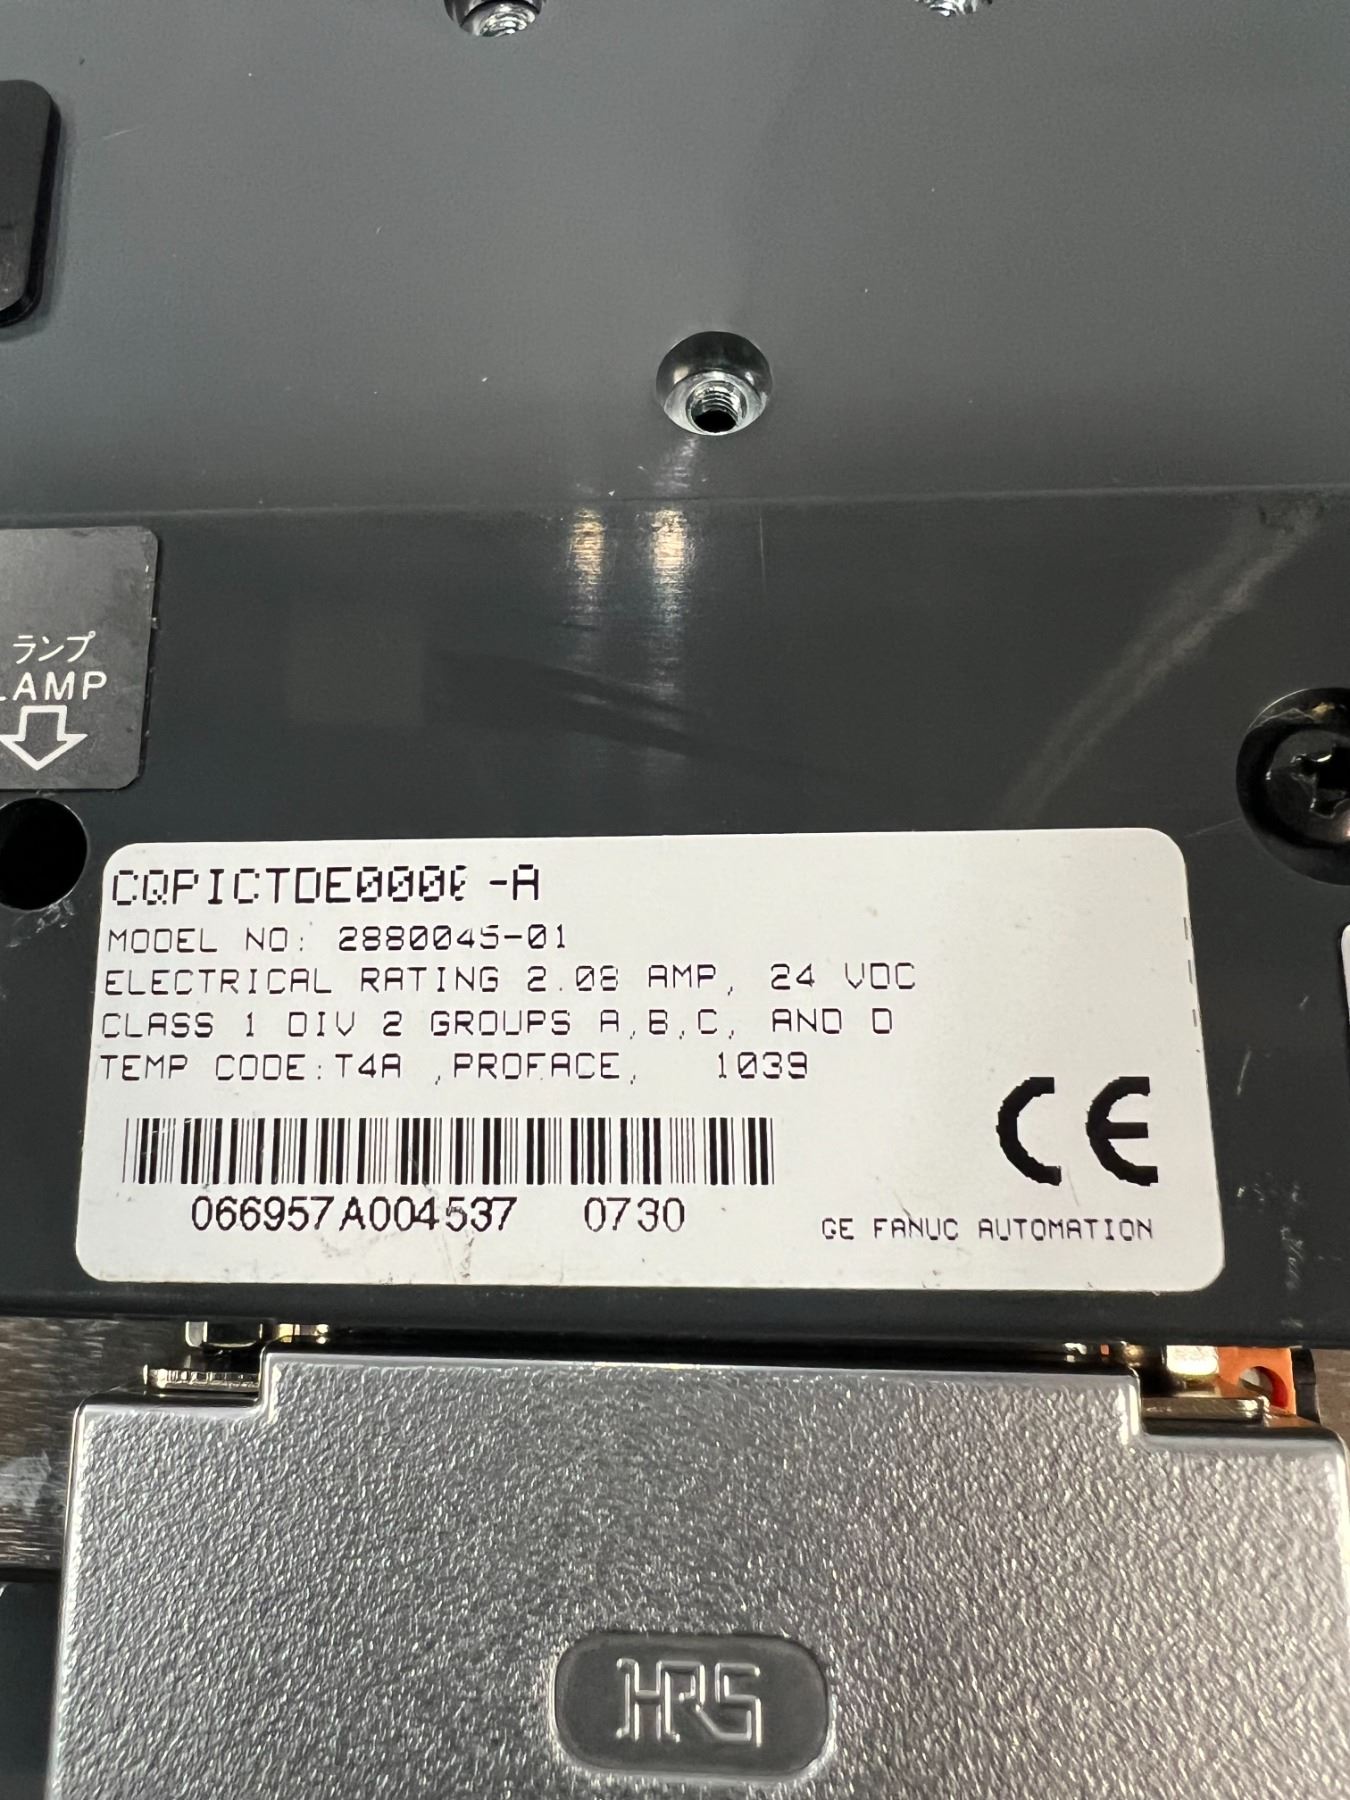 ランプ
LAMP
-A
MODEL NO: 2880045-01
ELECTRICAL RATING 2.08 AMP, 24 VDC
CLASS 1 DIV 2 GROUPS A,B,C, AND D
TEMP CODE:T4A ,PROFACE, 1039
066957A004537 0730
CE
GE FANUC AUTOMATION
HRS